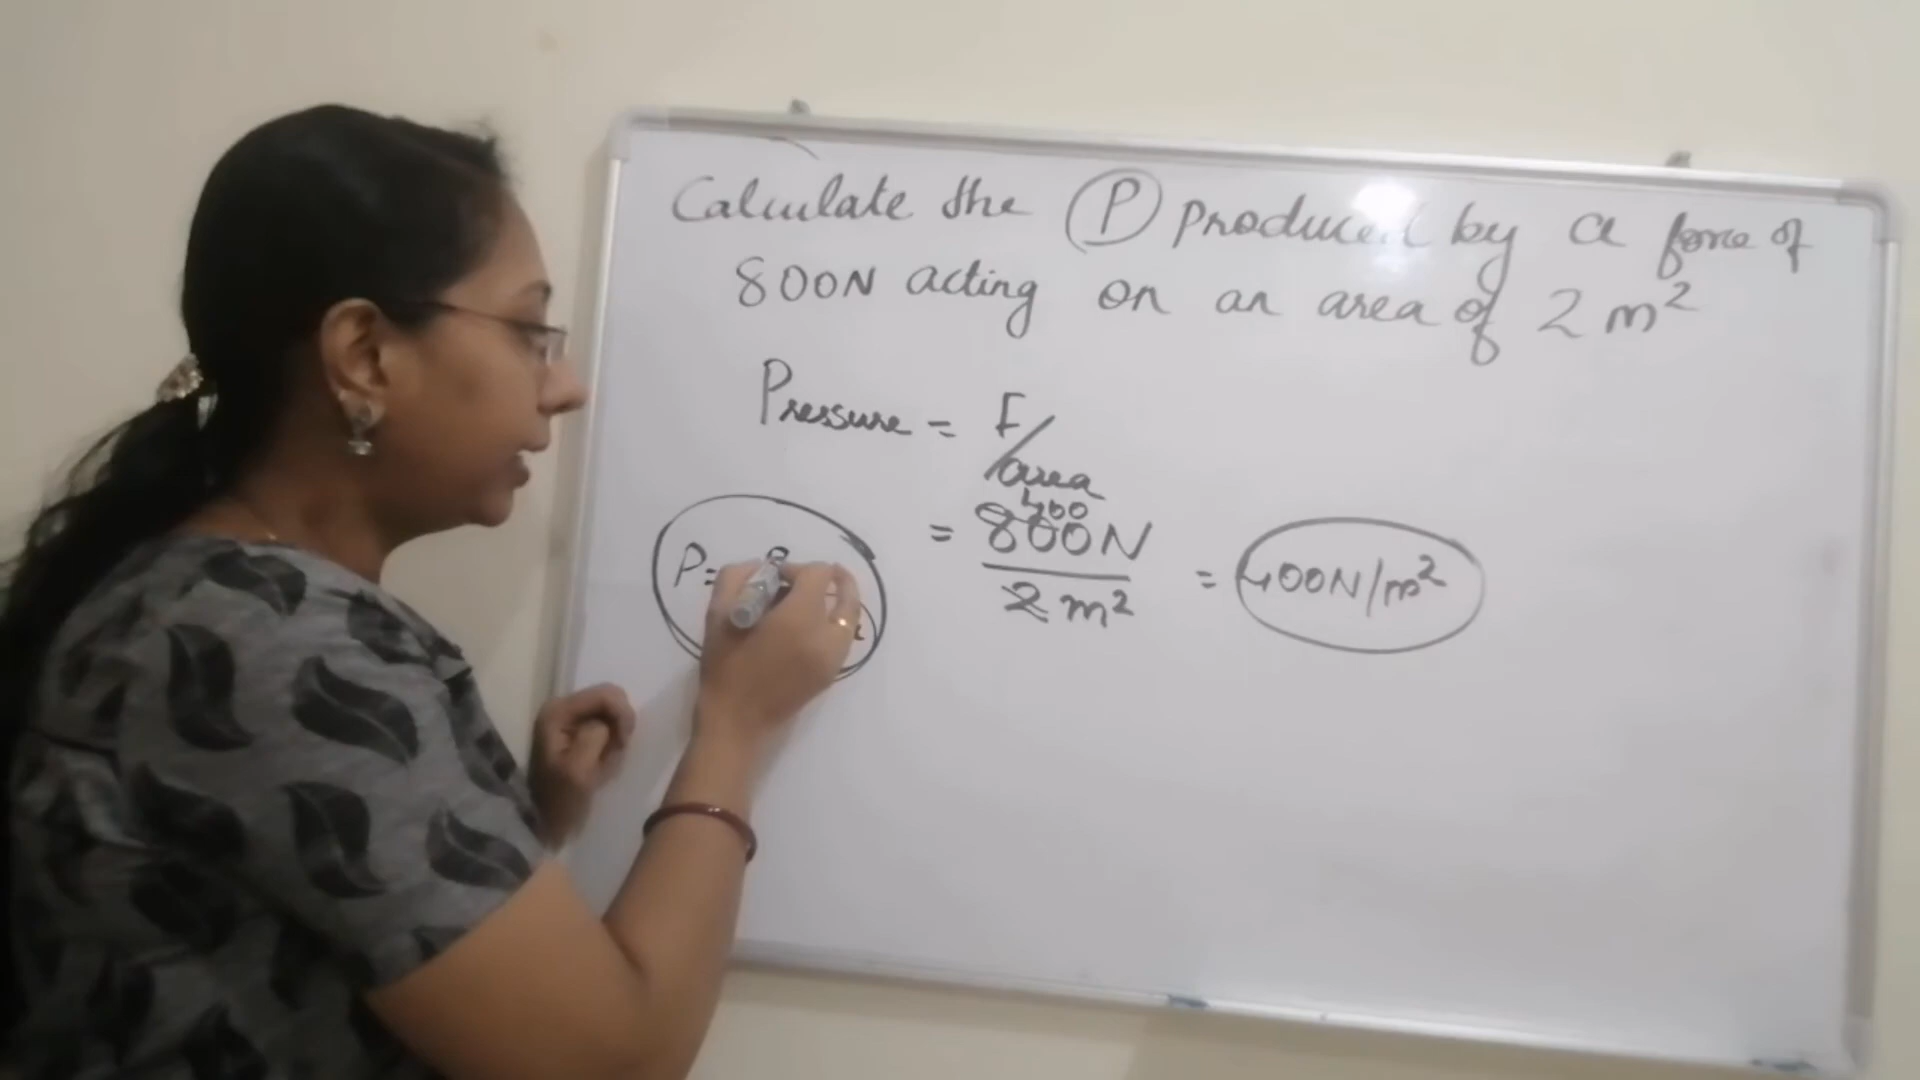 Calculate the P produced by a force of
800N acting on an area of 2 m²
Pressure = F/
area
400
= 800N
2 m²
= 400N/m²
P=